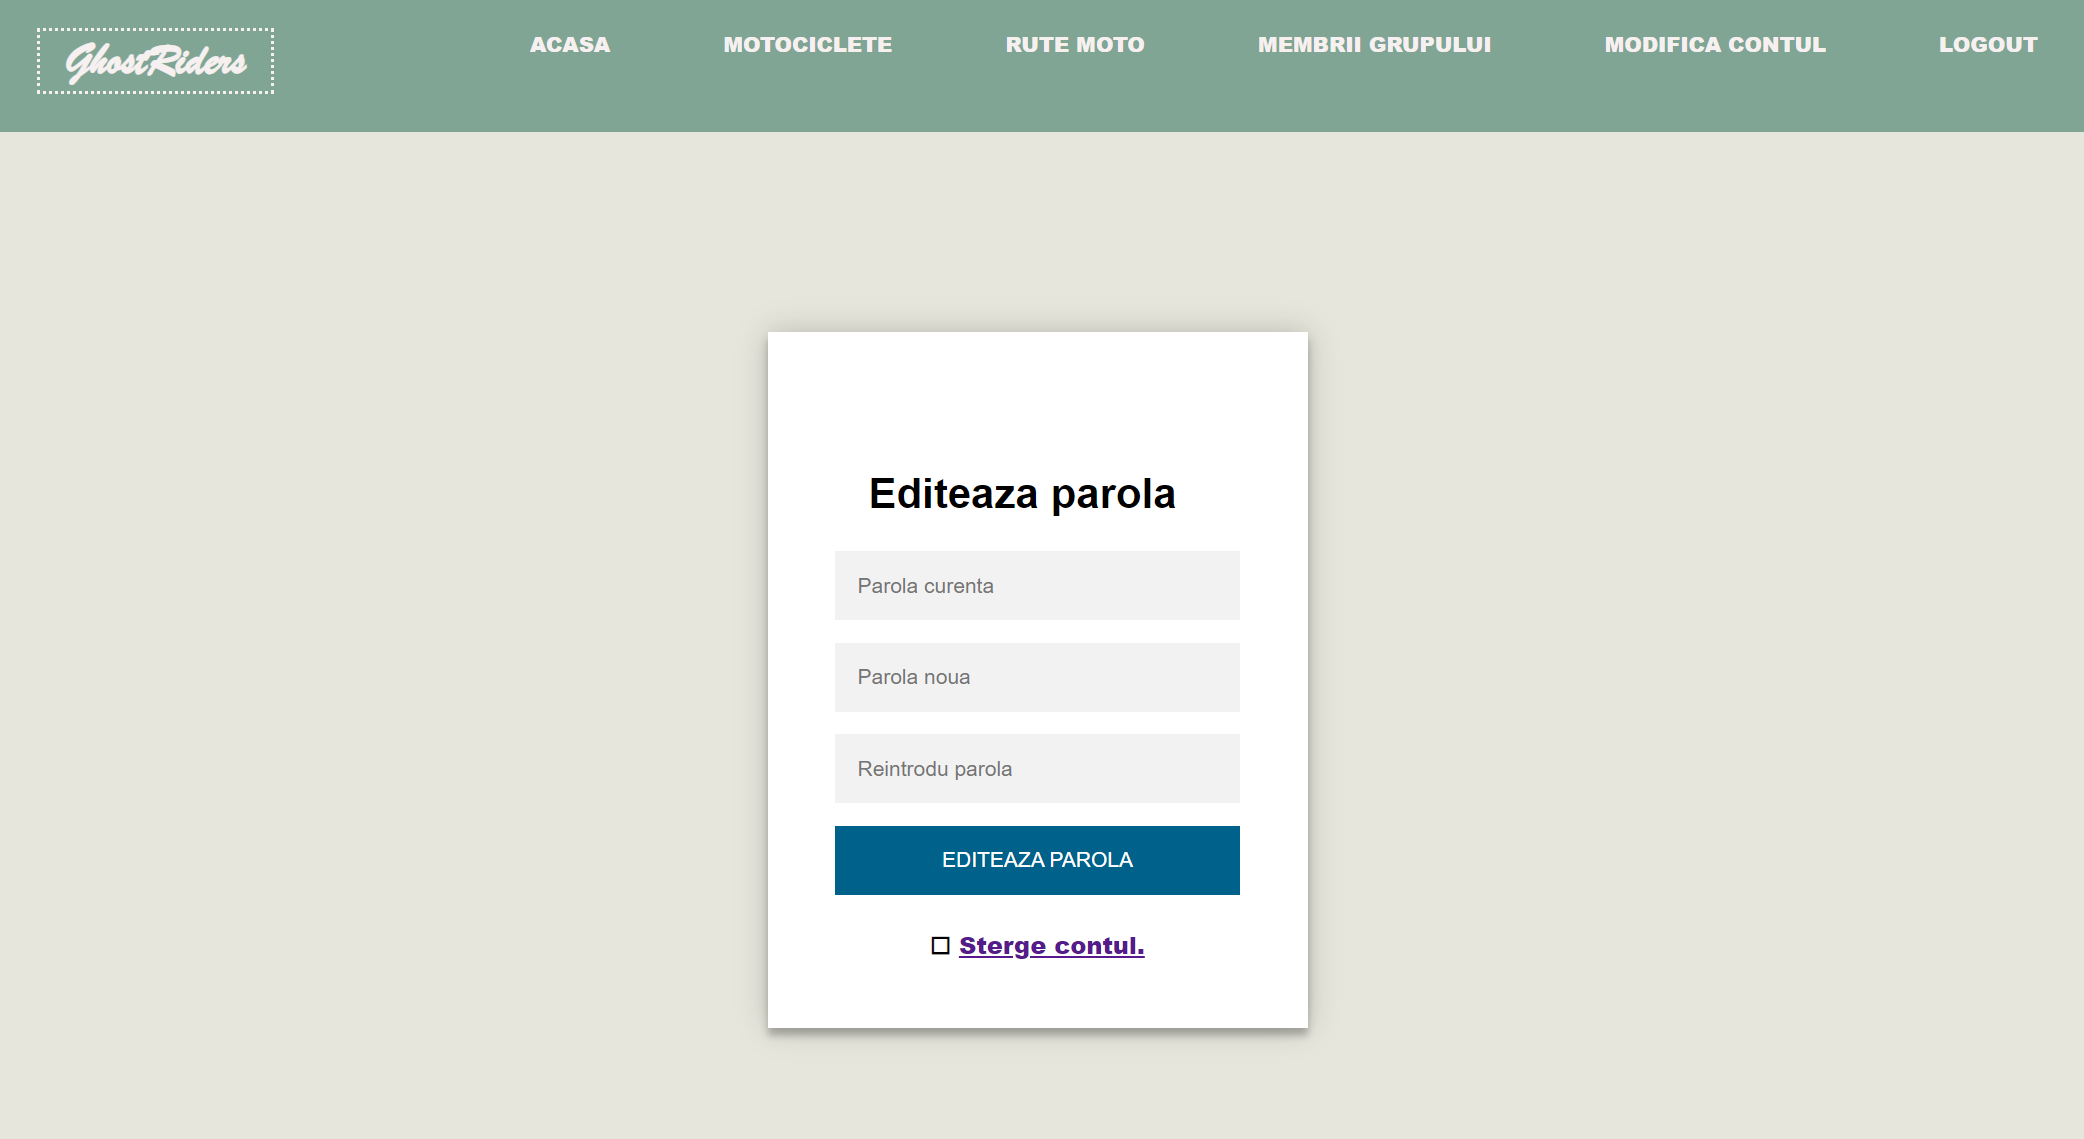 GhostRiders
ACASA MOTOCICLETE RUTE MOTO MEMBRII GRUPULUI MODIFICA CONTUL LOGOUT
Editeaza parola
Parola curenta
Parola noua
Reintrodu parola
EDITEAZA PAROLA
☐ Sterge contul.